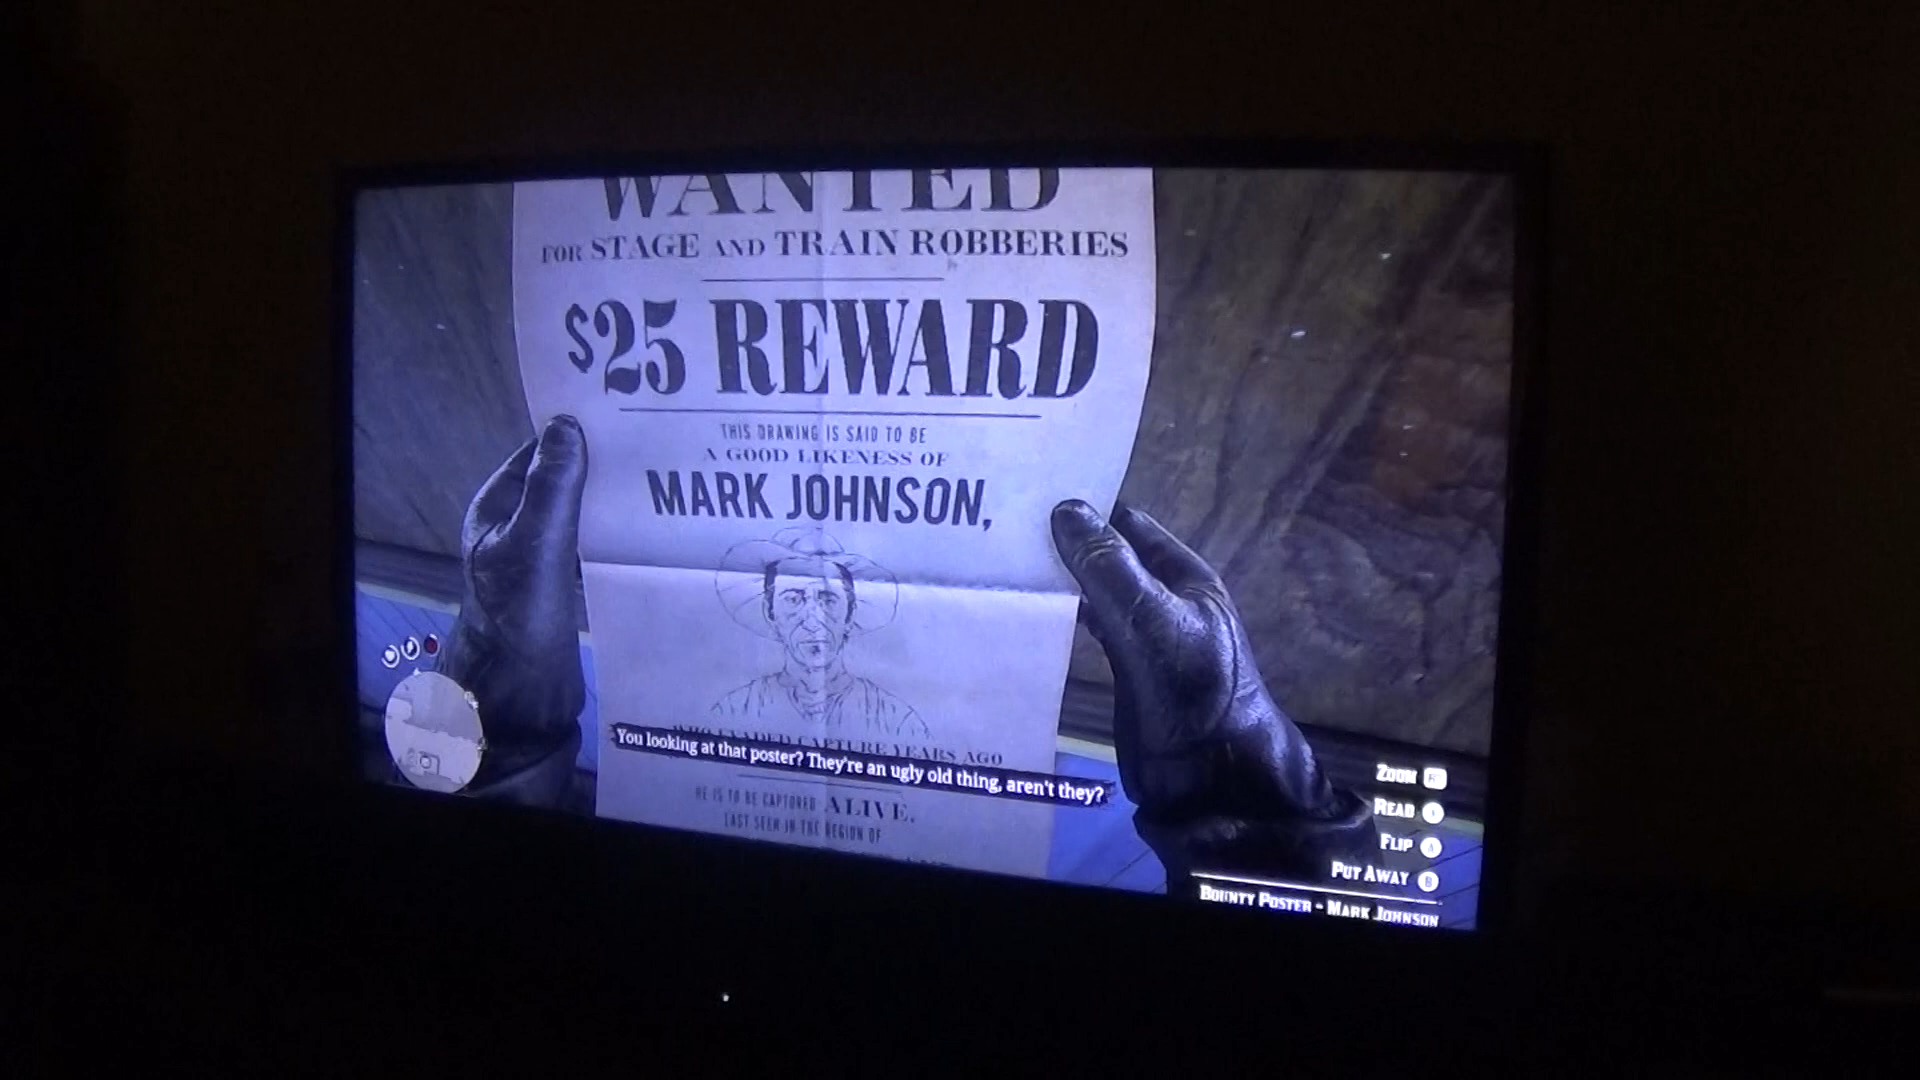 WANTED
FOR STAGE AND TRAIN ROBBERIES
$25 REWARD
THIS DRAWING IS SAID TO BE
A GOOD LIKENESS OF
MARK JOHNSON,
CAPTURE YEARS AGO
You looking at that poster? They're an ugly old thing, aren't they?
HE IS TO BE CAPTURED ALIVE.
LAST SEEN IN THE REGION OF
ZOOM
READ
FLIP A
PUT AWAY B
BOUNTY POSTER - MARK JOHNSON